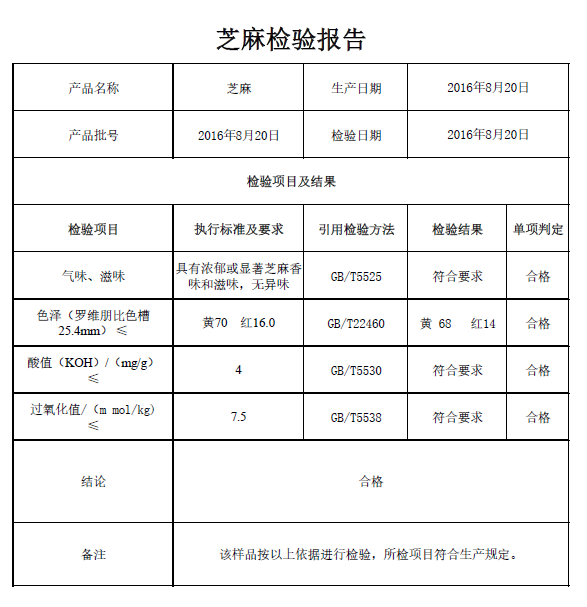 芝麻检验报告
产品名称 芝麻 生产日期 2016年8月20日
产品批号 2016年8月20日 检验日期 2016年8月20日
检验项目及结果
检验项目 执行标准及要求 引用检验方法 检验结果 单项判定
气味、滋味 具有浓郁或显著芝麻香
味和滋味，无异味 GB/T5525 符合要求 合格
色泽（罗维朋比色槽
25.4mm） ≤ 黄70 红16.0 GB/T22460 黄 68 红14 合格
酸值（KOH）/（mg/g）
≤ 4 GB/T5530 符合要求 合格
过氧化值/（m mol/kg)
≤ 7.5 GB/T5538 符合要求 合格
结论 合格
备注 该样品按以上依据进行检验，所检项目符合生产规定。